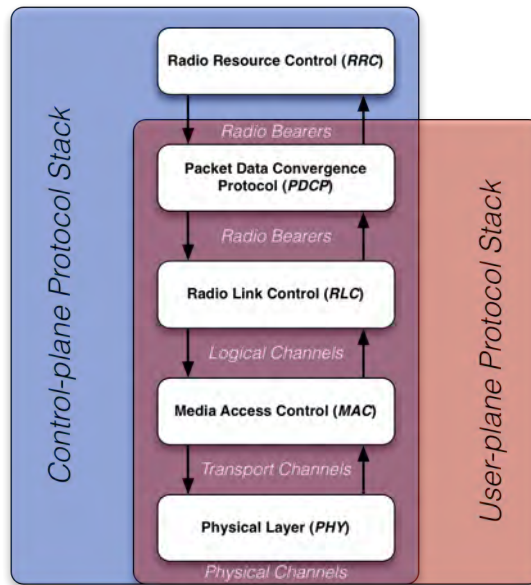 Radio Resource Control (RRC)
Radio Bearers
Packet Data Convergence
Protocol (PDCP)
Radio Bearers
Radio Link Control (RLC)
Logical Channels
Media Access Control (MAC)
Transport Channels
Physical Layer (PHY)
Physical Channels
Control-plane Protocol Stack
User-plane Protocol Stack